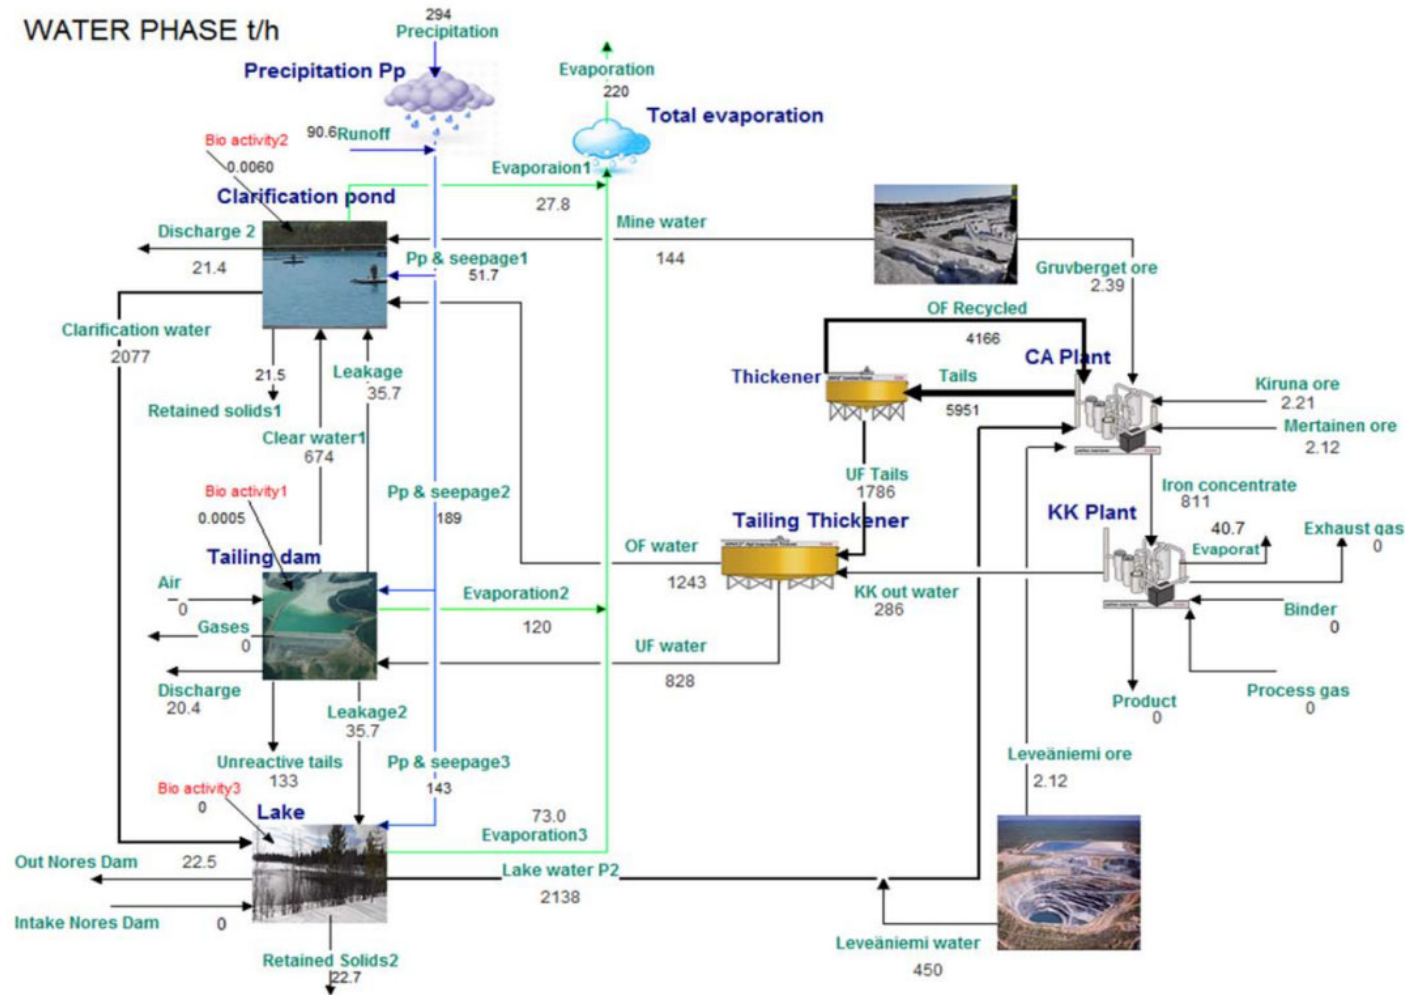 WATER PHASE t/h
294
Precipitation
Precipitation Pp
Evaporation
220
Total evaporation
90.6 Runoff
Bio activity2
0.0060
Evaporaion1
27.8
Clarification pond
Discharge 2
21.4
Mine water
144
Pp & seepage1
51.7
Gruvberget ore
2.39
OF Recycled
4166
Clarification water
2077
21.5
Retained solids1
Leakage
35.7
Clear water1
674
Thickener
Tails
5951
CA Plant
Kiruna ore
2.21
Mertainen ore
2.12
UF Tails
1786
Iron concentrate
811
Bio activity1
0.0005
Pp & seepage2
189
Tailing Thickener
KK Plant
40.7
Evaporat
Exhaust gas
0
Tailing dam
OF water
1243
Air
0
Evaporation2
120
KK out water
286
Binder
0
Gases
0
UF water
828
Discharge
20.4
Leakage2
35.7
Product
0
Process gas
0
Unreactive tails
133
Pp & seepage3
143
Leveäniemi ore
2.12
Bio activity3
0
Lake
73.0
Evaporation3
Out Nores Dam
22.5
Lake water P2
2138
Intake Nores Dam
0
Leveäniemi water
450
Retained Solids2
22.7